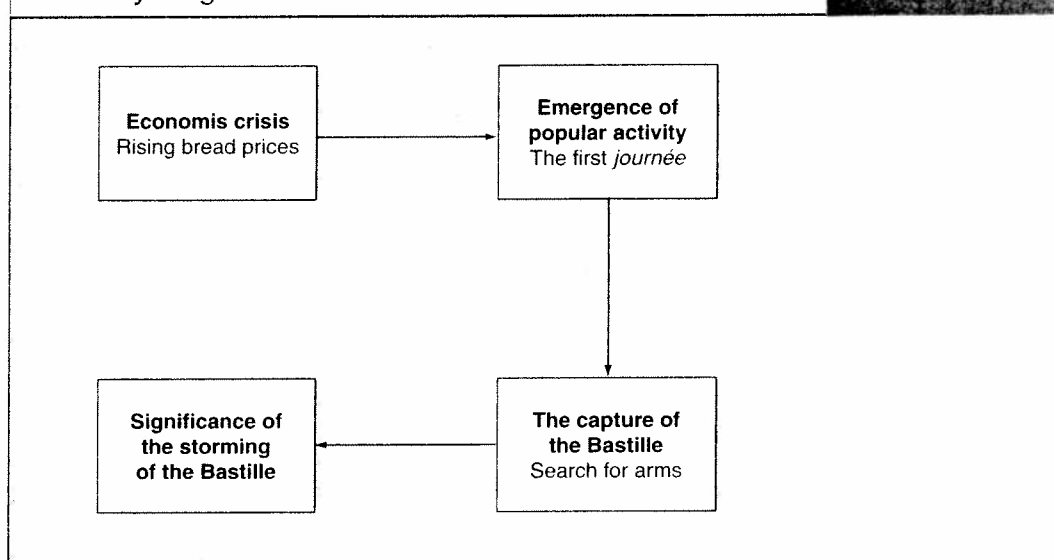 Economis crisis
Rising bread prices
Emergence of
popular activity
The first journée
Significance of
the storming
of the Bastille
The capture of
the Bastille
Search for arms